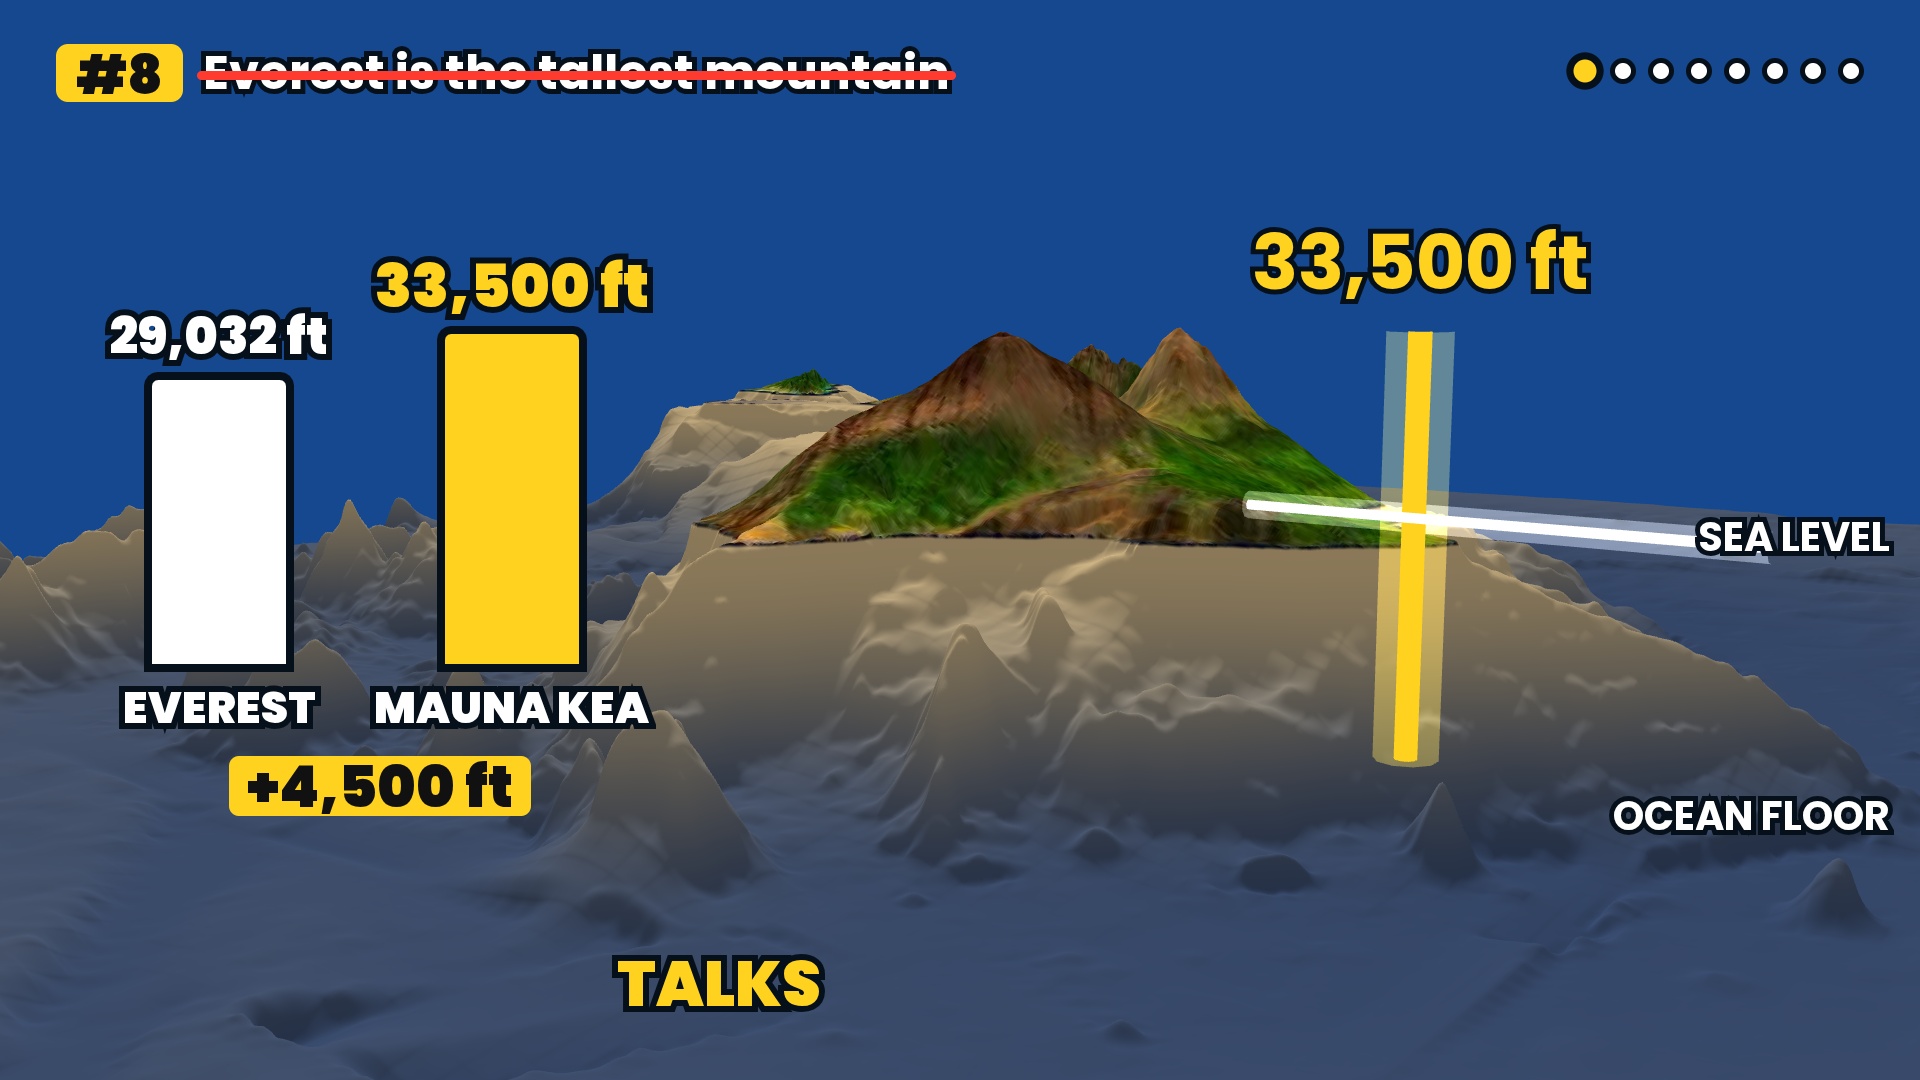 #8 Everest is the tallest mountain
33,500 ft
33,500 ft
29,032 ft
SEA LEVEL
EVEREST MAUNA KEA
+4,500 ft
OCEAN FLOOR
TALKS